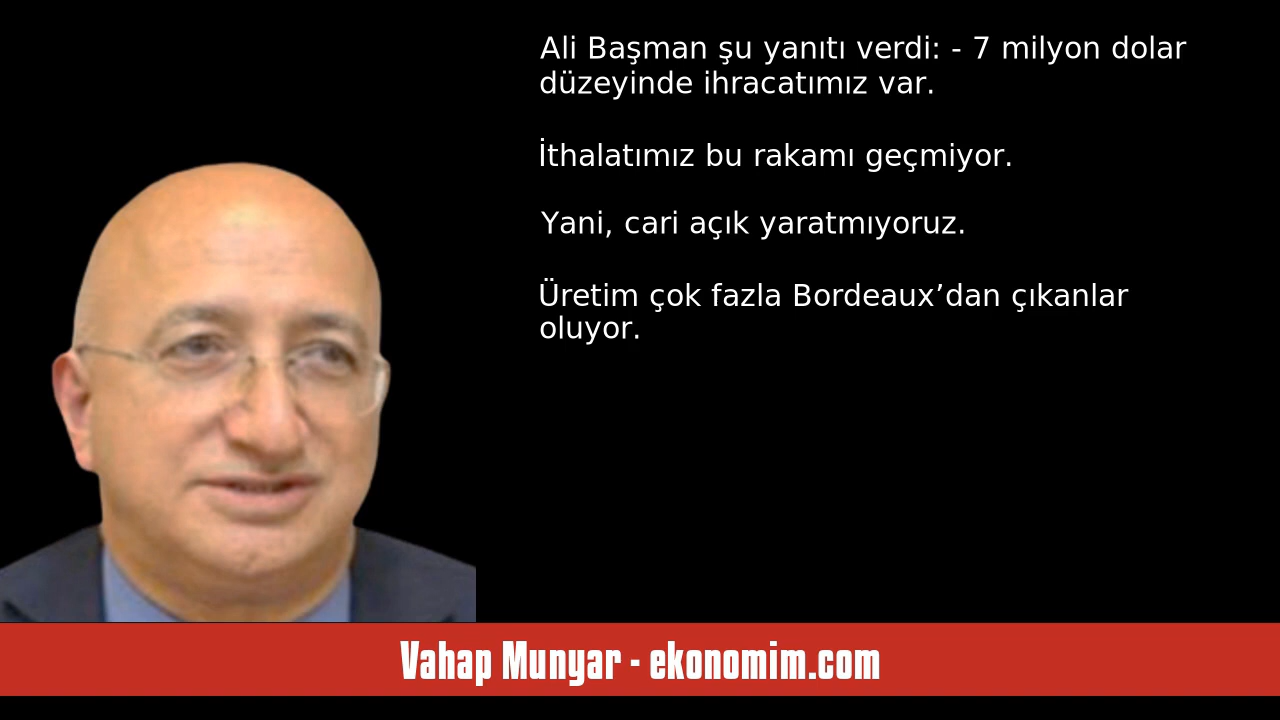 Ali Başman şu yanıtı verdi: - 7 milyon dolar
düzeyinde ihracatımız var.
İthalatımız bu rakamı geçmiyor.
Yani, cari açık yaratmıyoruz.
Üretim çok fazla Bordeaux’dan çıkanlar
oluyor.
Vahap Munyar - ekonomim.com